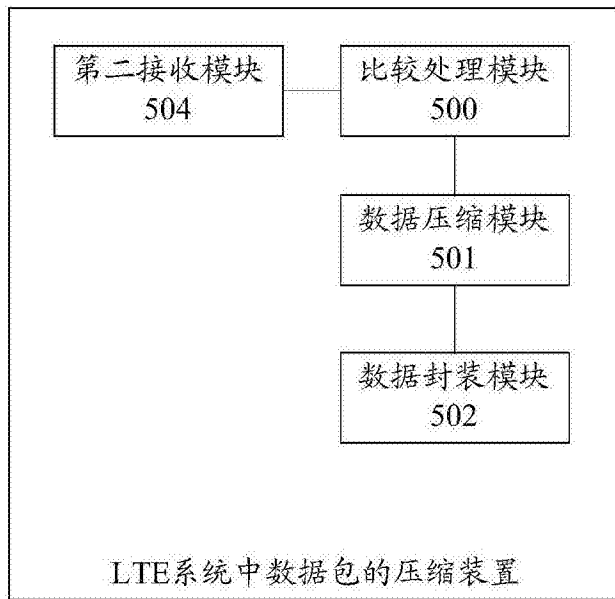 第二接收模块
504
比较处理模块
500
数据压缩模块
501
数据封装模块
502
LTE系统中数据包的压缩装置